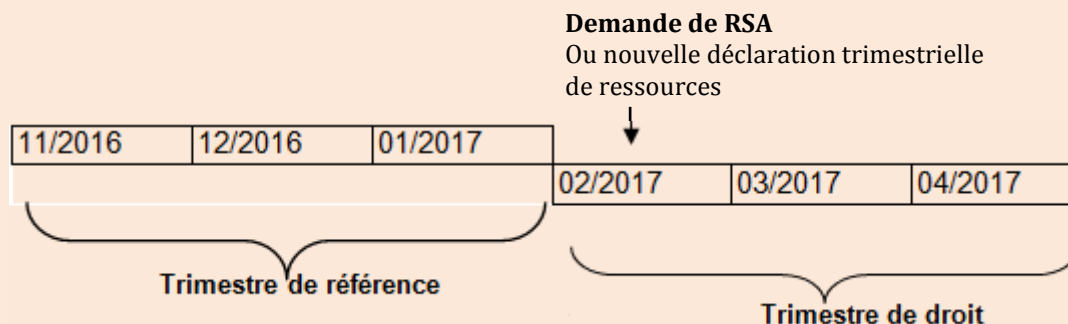 Demande de RSA
Ou nouvelle déclaration trimestrielle
de ressources
11/2016 12/2016 01/2017
02/2017 03/2017 04/2017
Trimestre de référence
Trimestre de droit